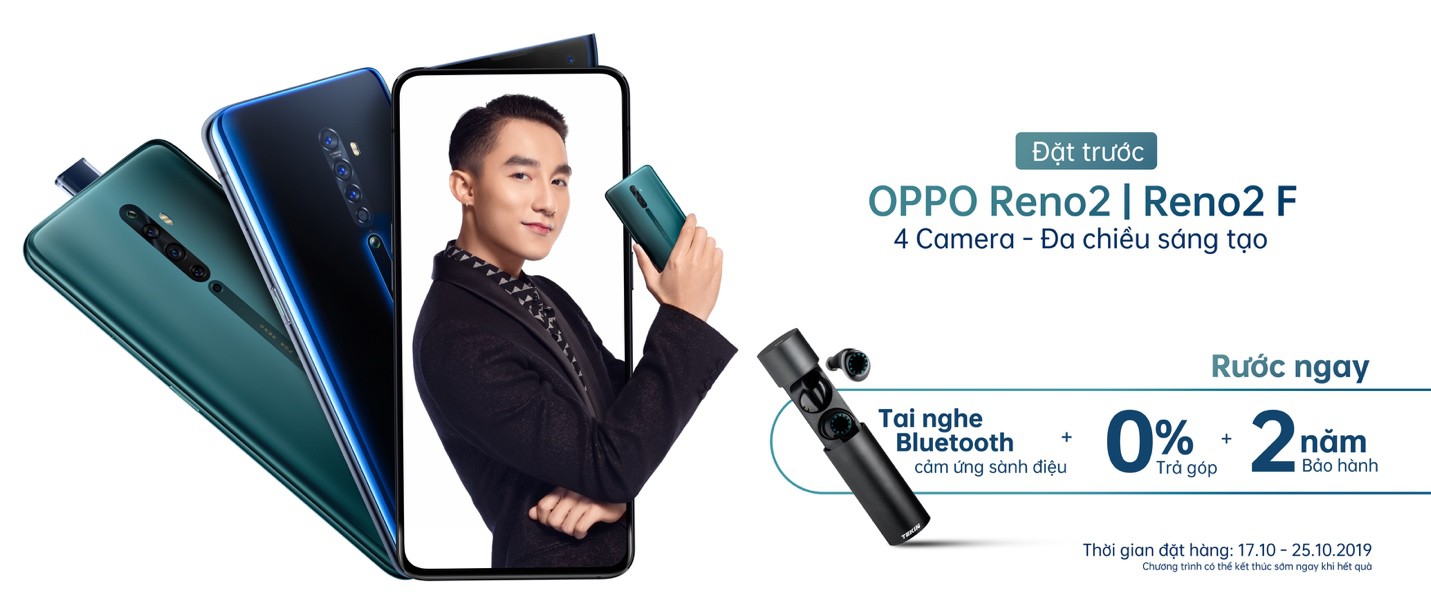 Đặt trước
OPPO Reno2 | Reno2 F
4 Camera - Đa chiều sáng tạo
Rước ngay
Tai nghe
Bluetooth
cảm ứng sành điệu
+
0%
Trả góp
+
2 năm
Bảo hành
TEKIN
Thời gian đặt hàng: 17.10 - 25.10.2019
Chương trình có thể kết thúc sớm ngay khi hết quà